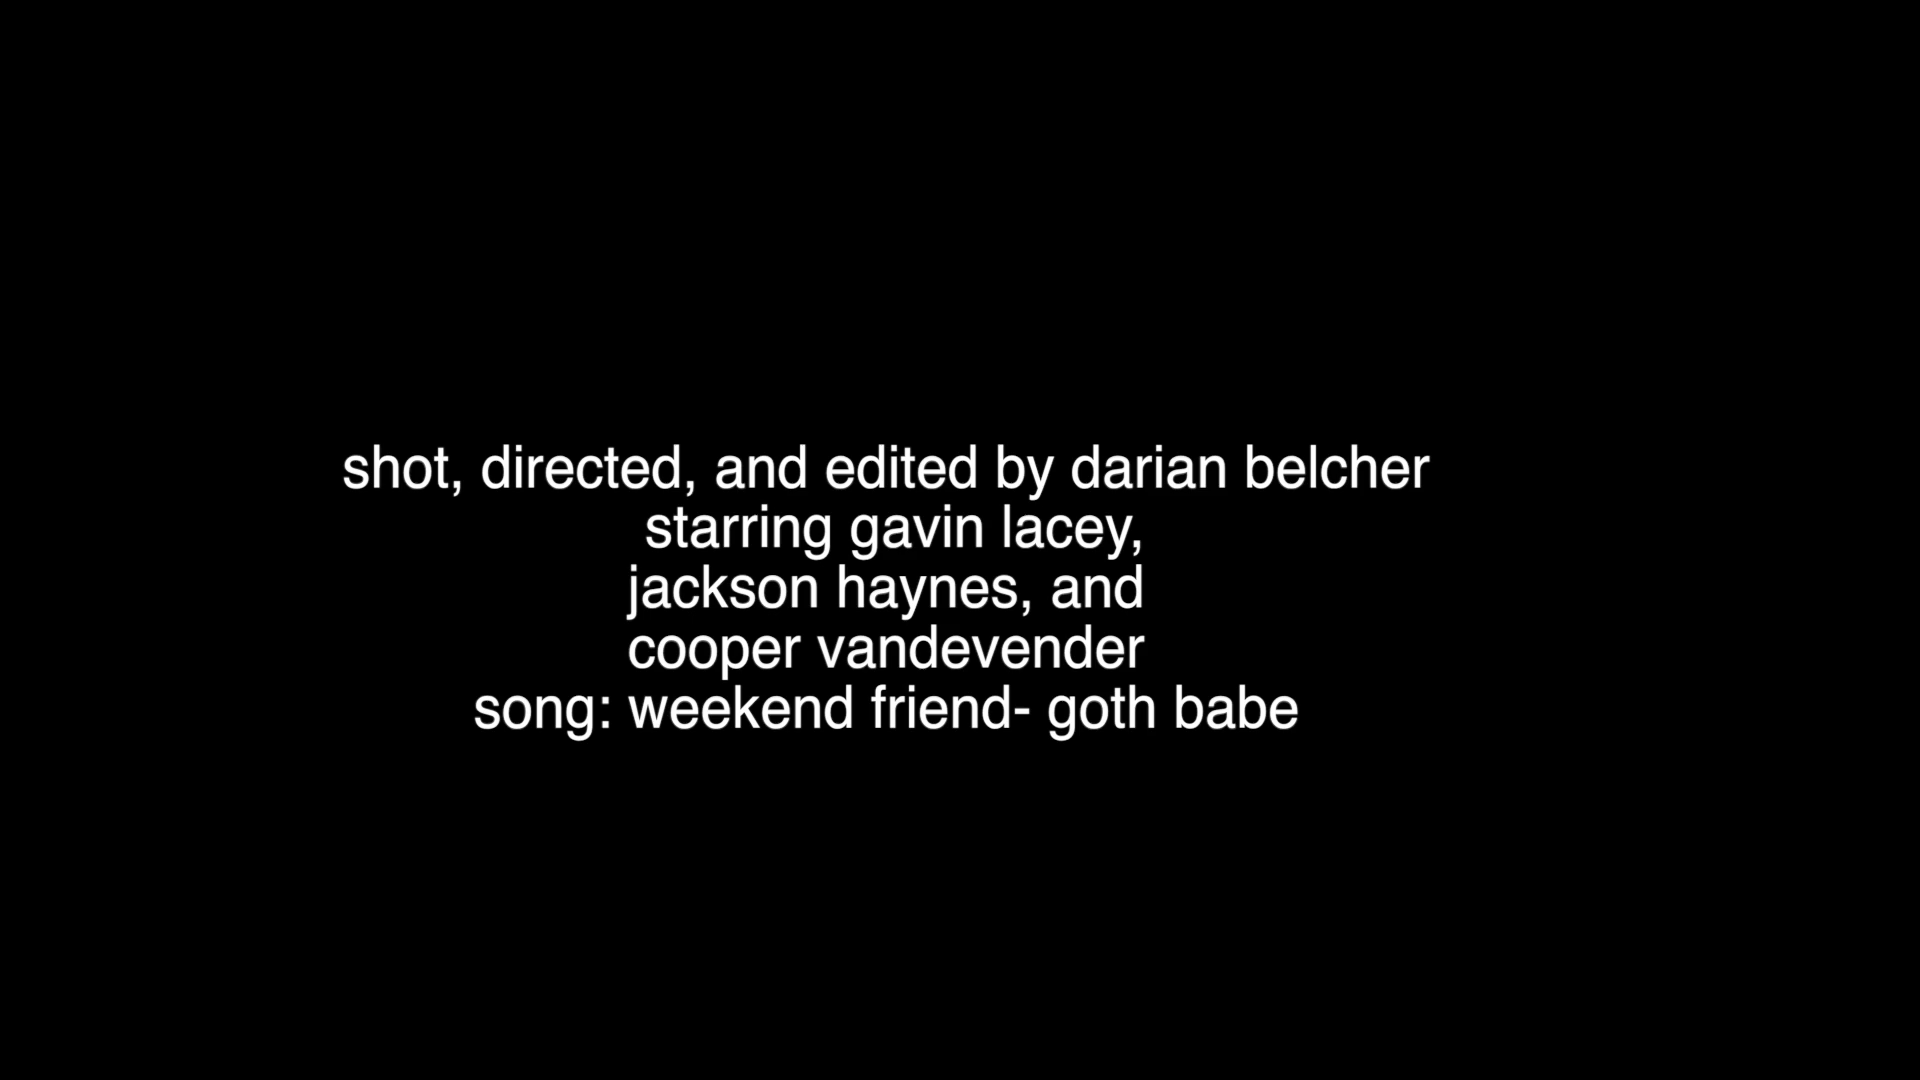 shot, directed, and edited by darian belcher
starring gavin lacey,
jackson haynes, and
cooper vandevender
song: weekend friend- goth babe